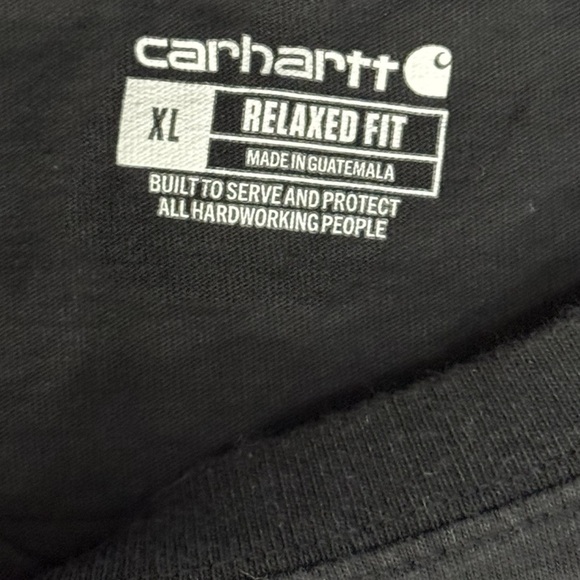 carhartt
XL
RELAXED FIT
MADE IN GUATEMALA
BUILT TO SERVE AND PROTECT
ALL HARDWORKING PEOPLE